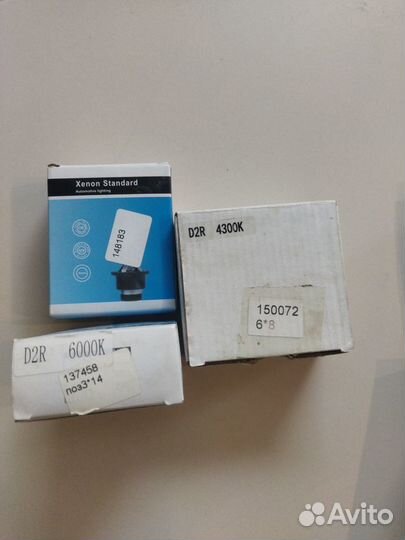 Xenon Standard
Automotive lighting
148183
D2R 4300K
150072
6*8
D2R 6000K
137458
поз3*14
Avito